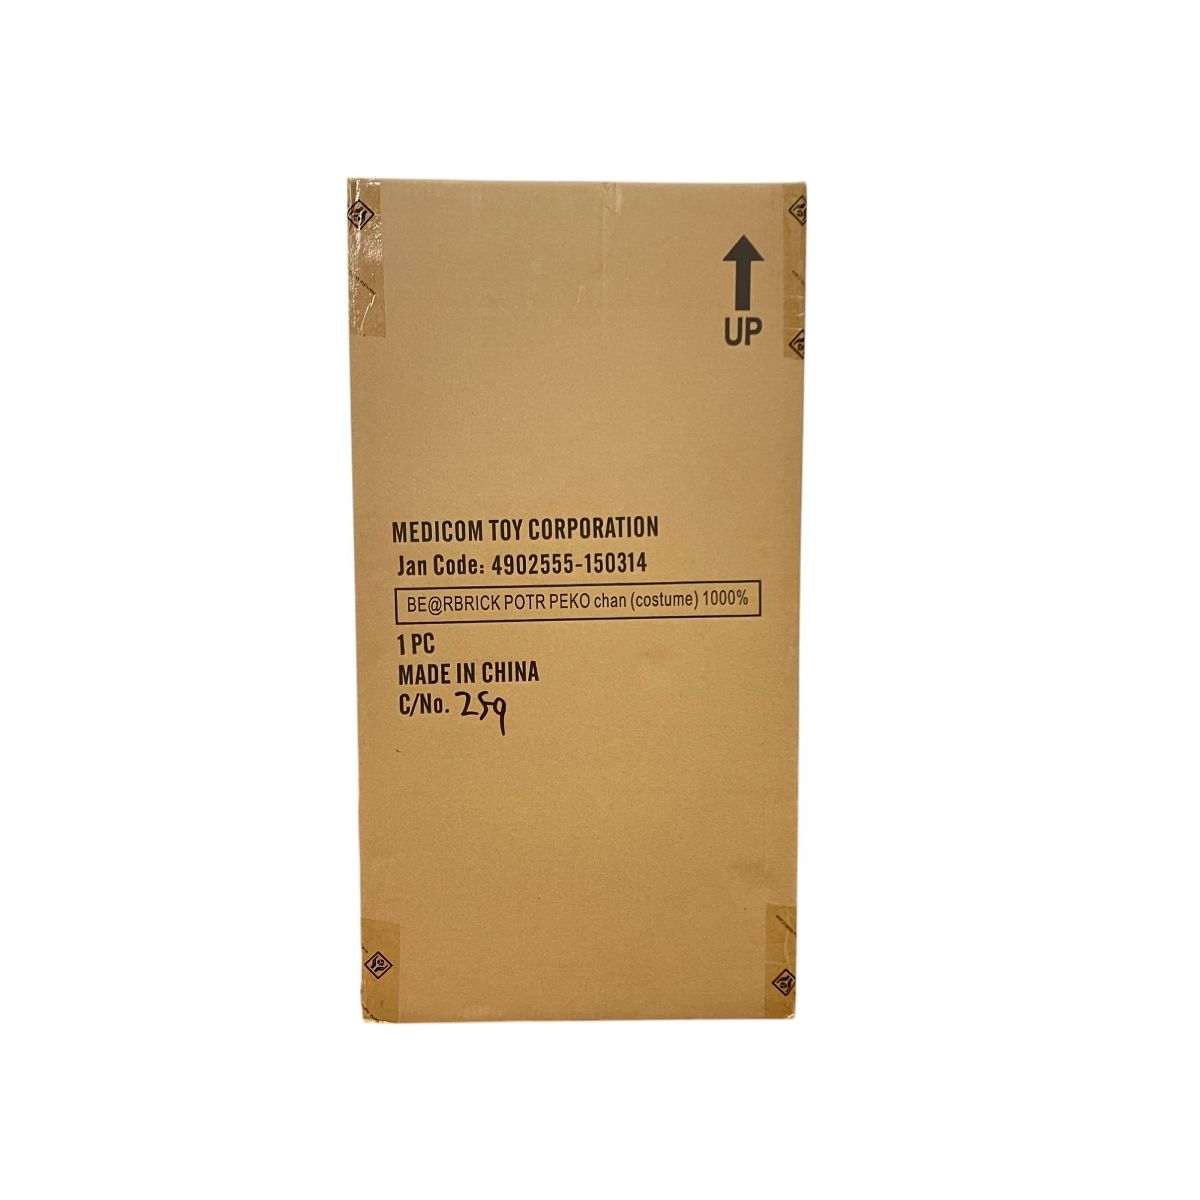 UP
MEDICOM TOY CORPORATION
Jan Code: 4902555-150314
BE@RBRICK POTR PEKO chan (costume) 1000%
1 PC
MADE IN CHINA
C/No. 259